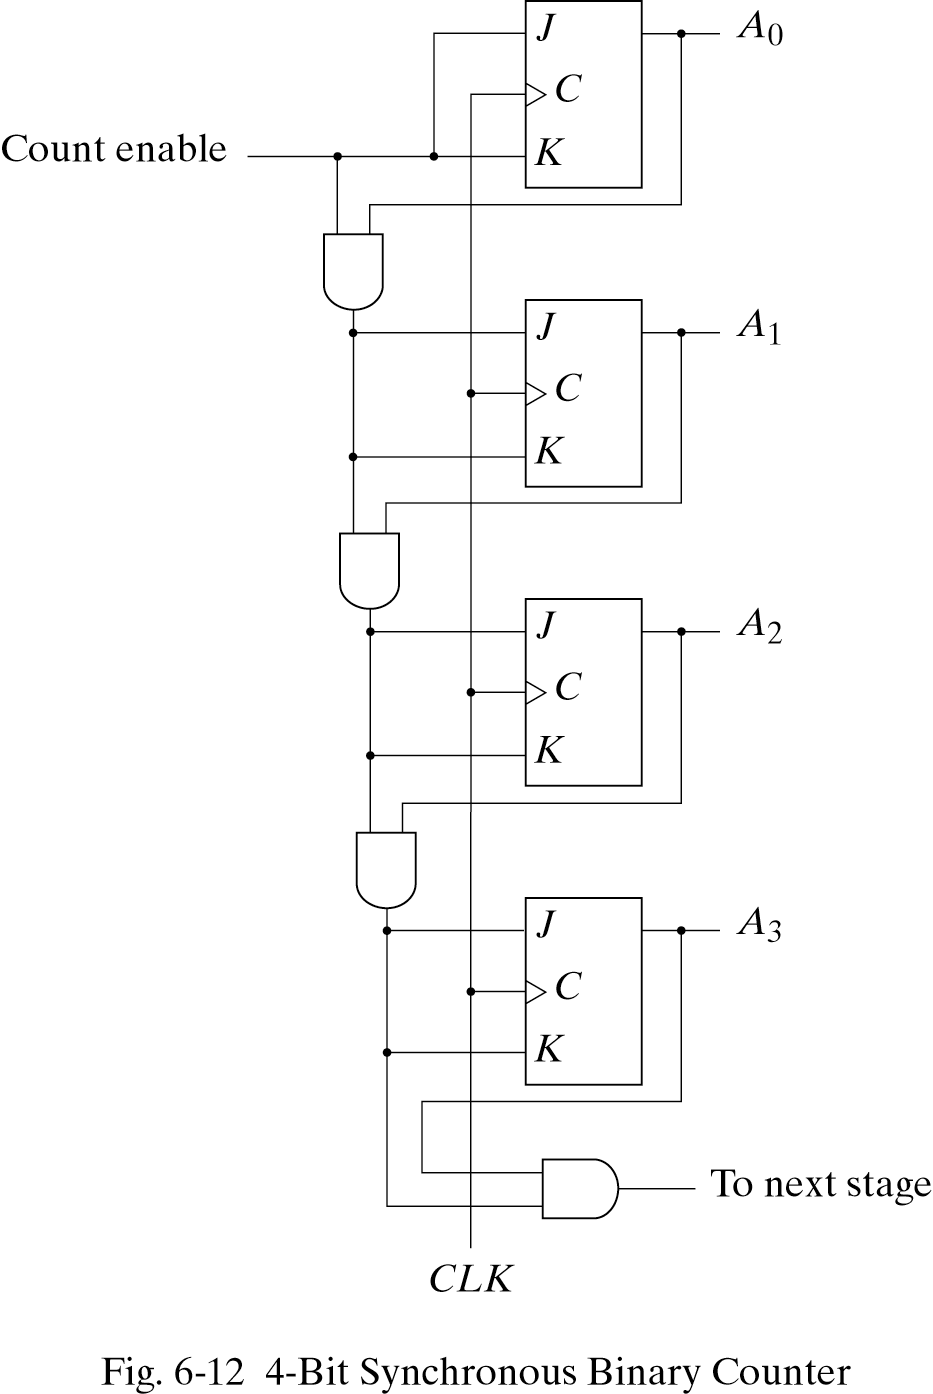 J
A0
C
Count enable
K
J
A1
C
K
J
A2
C
K
J
A3
C
K
To next stage
CLK
Fig. 6-12 4-Bit Synchronous Binary Counter